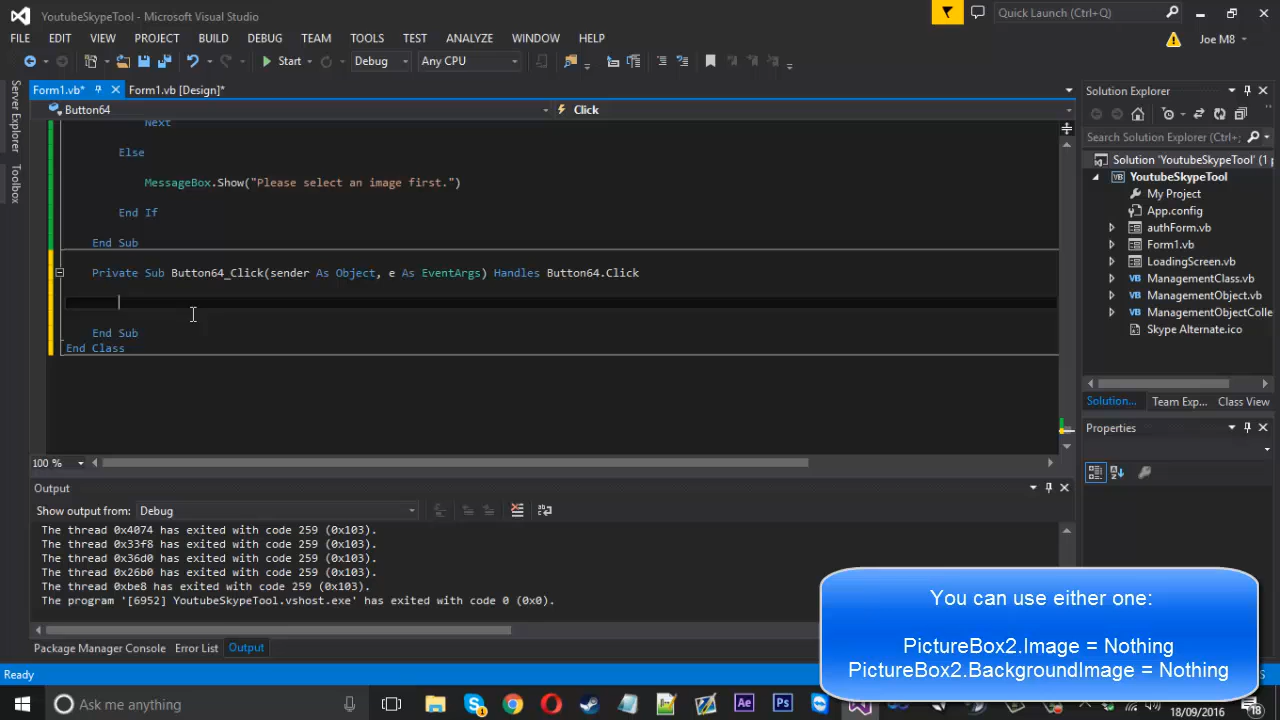 YoutubeSkypeTool - Microsoft Visual Studio
Quick Launch (Ctrl+Q)
FILE EDIT VIEW PROJECT BUILD DEBUG TEAM TOOLS TEST ANALYZE WINDOW HELP
Joe M8
Start Debug Any CPU
Form1.vb* Form1.vb [Design]*
Button64 Click
Server Explorer
Toolbox
Next
Else
MessageBox.Show("Please select an image first.")
End If
End Sub
Private Sub Button64_Click(sender As Object, e As EventArgs) Handles Button64.Click
End Sub
End Class
100 %
Solution Explorer
Search Solution Explorer (Ctrl+;
Solution 'YoutubeSkypeTool' (1 p
YoutubeSkypeTool
My Project
App.config
authForm.vb
Form1.vb
LoadingScreen.vb
ManagementClass.vb
ManagementObject.vb
ManagementObjectColle
Skype Alternate.ico
Solution... Team Exp... Class View
Properties
Output
Show output from: Debug
The thread 0x4074 has exited with code 259 (0x103).
The thread 0x33f8 has exited with code 259 (0x103).
The thread 0x36d0 has exited with code 259 (0x103).
The thread 0x26b0 has exited with code 259 (0x103).
The thread 0xbe8 has exited with code 259 (0x103).
The program '[6952] YoutubeSkypeTool.vshost.exe' has exited with code 0 (0x0).
Package Manager Console Error List Output
You can use either one:
PictureBox2.Image = Nothing
PictureBox2.BackgroundImage = Nothing
Ready
Ask me anything
Ae
Ps
18/09/2016
18